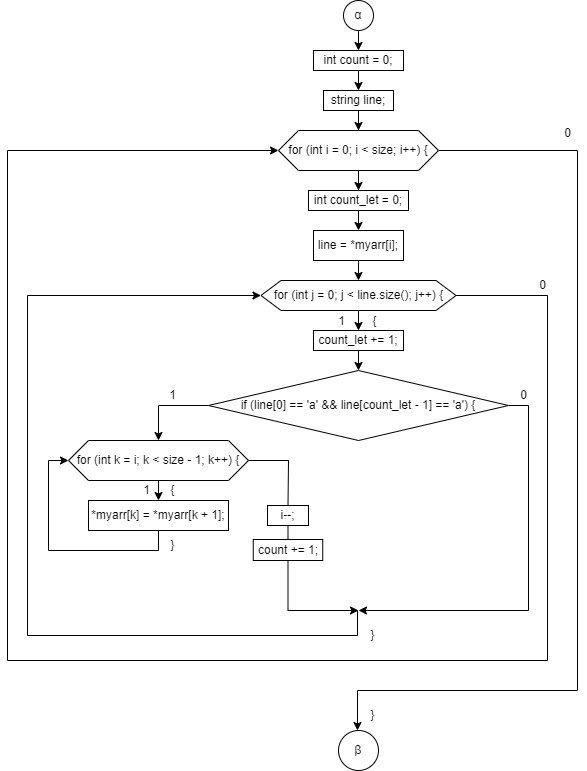 α
int count = 0;
string line;
0
for (int i = 0; i < size; i++) {
int count_let = 0;
line = *myarr[i];
0
for (int j = 0; j < line.size(); j++) {
1 {
count_let += 1;
1
0
if (line[0] == 'a' && line[count_let - 1] == 'a') {
for (int k = i; k < size - 1; k++) {
1 {
*myarr[k] = *myarr[k + 1];
i--;
}
count += 1;
}
}
β